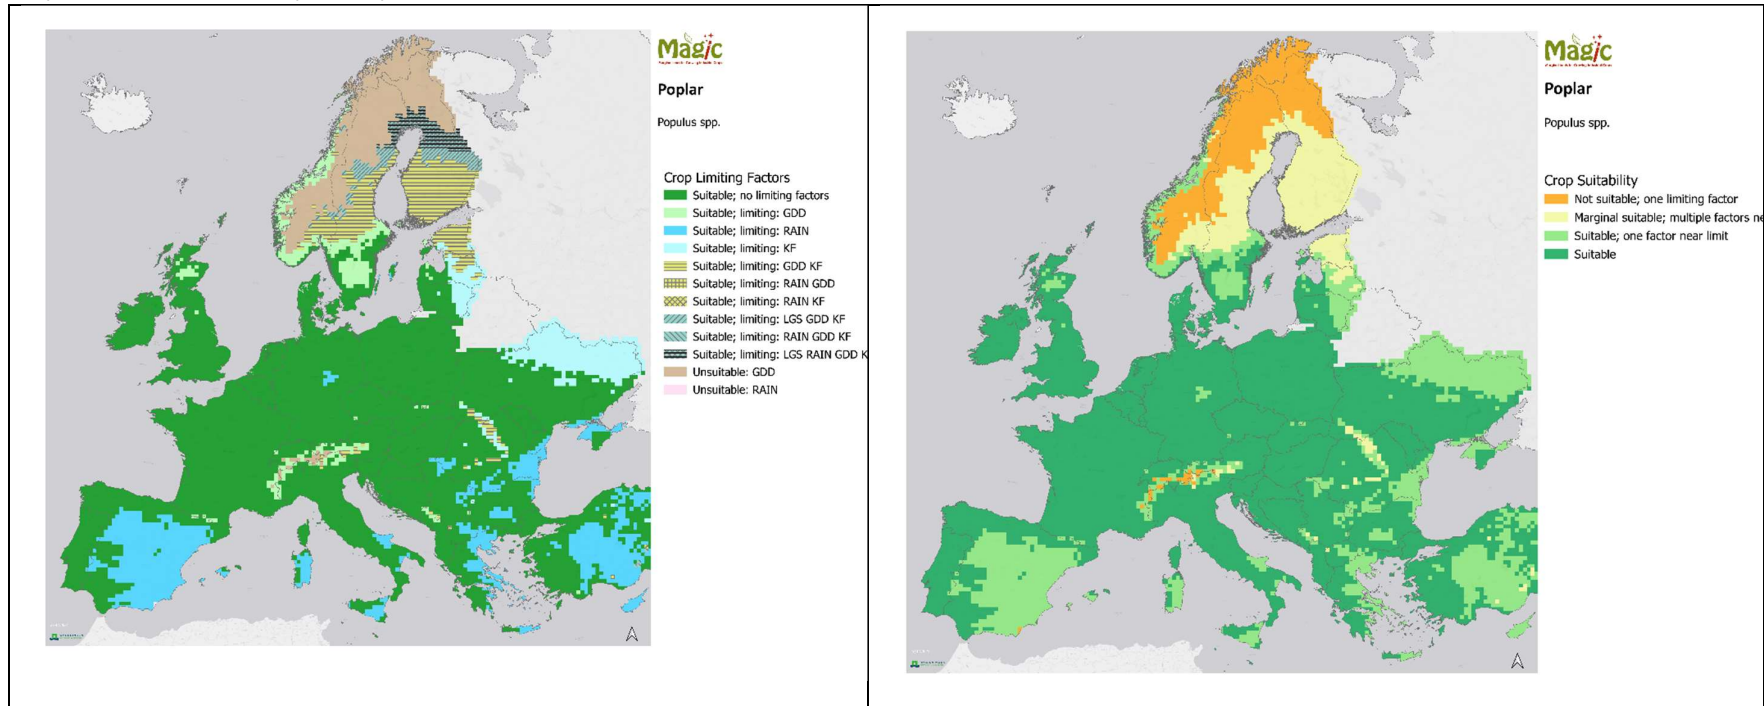 Magic
Poplar
Populus spp.
Crop Limiting Factors
Suitable; no limiting factors
Suitable; limiting: GDD
Suitable; limiting: RAIN
Suitable; limiting: KF
Suitable; limiting: GDD KF
Suitable; limiting: RAIN GDD
Suitable; limiting: RAIN KF
Suitable; limiting: LGS GDD KF
Suitable; limiting: RAIN GDD KF
Suitable; limiting: LGS RAIN GDD K
Unsuitable: GDD
Unsuitable: RAIN
Magic
Poplar
Populus spp.
Crop Suitability
Not suitable; one limiting factor
Marginal suitable; multiple factors ne
Suitable; one factor near limit
Suitable